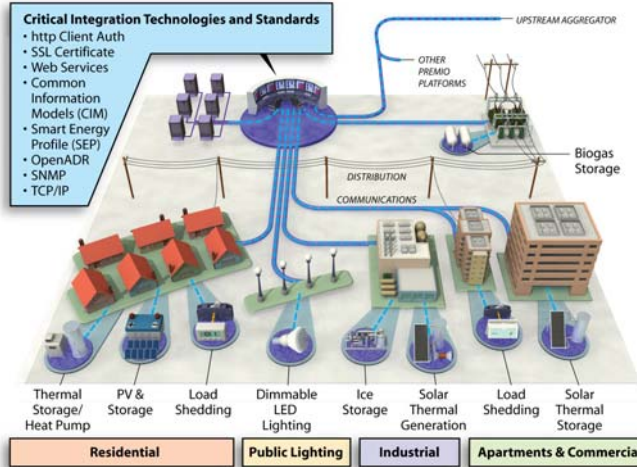 Critical Integration Technologies and Standards
• http Client Auth
• SSL Certificate
• Web Services
• Common
Information
Models (CIM)
• Smart Energy
Profile (SEP)
• OpenADR
• SNMP
• TCP/IP
UPSTREAM AGGREGATOR
OTHER
PREMIO
PLATFORMS
Biogas
Storage
DISTRIBUTION
COMMUNICATIONS
Thermal
Storage/
Heat Pump
PV &
Storage
Load
Shedding
Dimmable
LED
Lighting
Ice
Storage
Solar
Thermal
Generation
Load
Shedding
Solar
Thermal
Storage
Residential
Public Lighting
Industrial
Apartments & Commercia